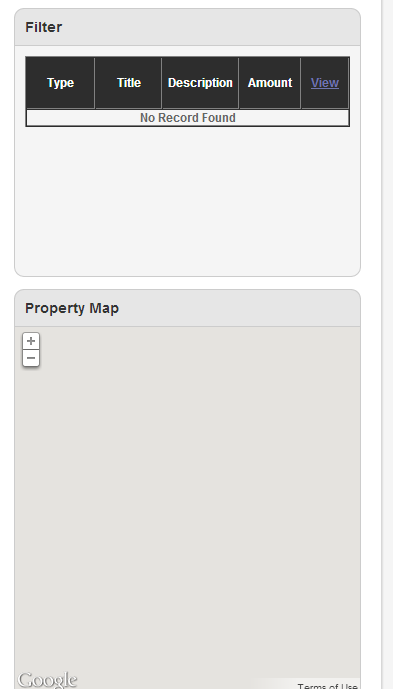 Filter
Type Title Description Amount View
No Record Found
Property Map
+
−
Google
Terms of Use